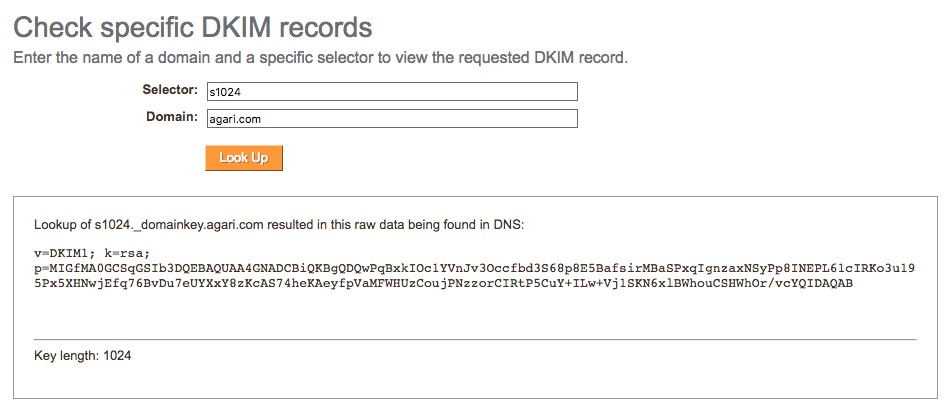 Check specific DKIM records
Enter the name of a domain and a specific selector to view the requested DKIM record.
Selector: s1024
Domain: agari.com
Look Up
Lookup of s1024._domainkey.agari.com resulted in this raw data being found in DNS:
v=DKIM1; k=rsa;
p=MIGfMA0GCSqGSIb3DQEBAQUAA4GNADCBiQKBgQDQwPqBxkIOc1YVnJv3Occfbd3S68p8E5BafsirMBaSPxqIgnzaxNSyPp8INEPL61cIRKo3u19
5Px5XHNwjEfq76BvDu7eUYXxY8zKcAS74heKAeyfpVaMFWHUzCoujPNzzorCIRtP5CuY+ILw+Vj1SKN6x1BWhouCSHWhOr/vcYQIDAQAB
Key length: 1024